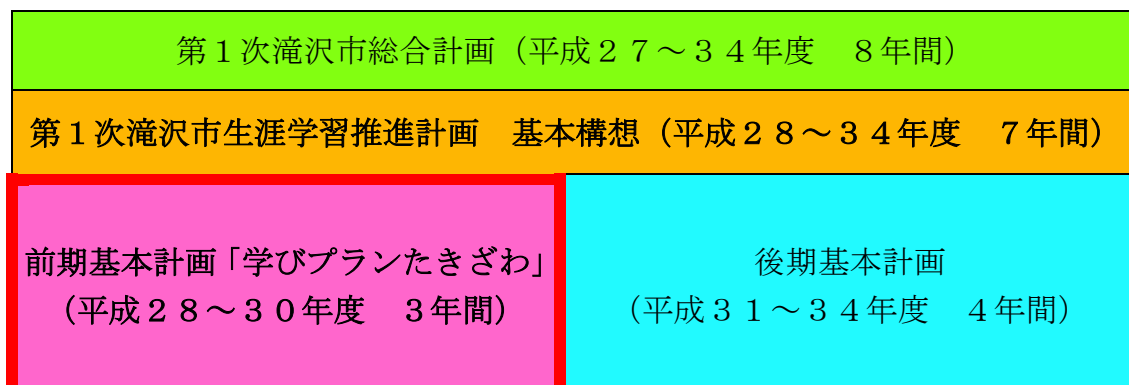 第１次滝沢市総合計画（平成２７～３４年度　８年間）
第１次滝沢市生涯学習推進計画　基本構想（平成２８～３４年度　７年間）
前期基本計画「学びプランたきざわ」
（平成２８～３０年度　３年間）
後期基本計画
（平成３１～３４年度　４年間）